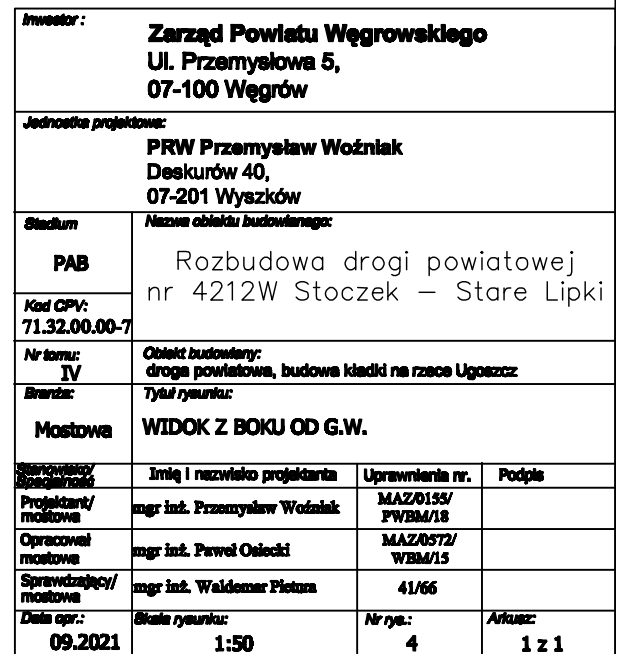 Inwestor :
Zarząd Powiatu Węgrowskiego
Ul. Przemysłowa 5,
07-100 Węgrów
Jednostka projektowa:
PRW Przemysław Woźniak
Deskurów 40,
07-201 Wyszków
Stadium
Nazwa obiektu budowlanego:
PAB
Rozbudowa drogi powiatowej
nr 4212W Stoczek – Stare Lipki
Kod CPV:
71.32.00.00-7
Nr tomu:
Obiekt budowlany:
IV
droga powiatowa, budowa kładki na rzece Ugoszcz
Branża:
Tytuł rysunku:
Mostowa
WIDOK Z BOKU OD G.W.
Stanowisko/
Specjalność
Imię i nazwisko projektanta
Uprawnienia nr.
Podpis
Projektant/
mostowa
mgr inż. Przemysław Woźniak
MAZ/0155/
PWBM/18
Opracował
mostowa
mgr inż. Paweł Osiecki
MAZ/0572/
WBM/15
Sprawdzający/
mostowa
mgr inż. Waldemar Pietura
41/66
Data opr.:
Skala rysunku:
Nr rys.:
Arkusz:
09.2021
1:50
4
1 z 1